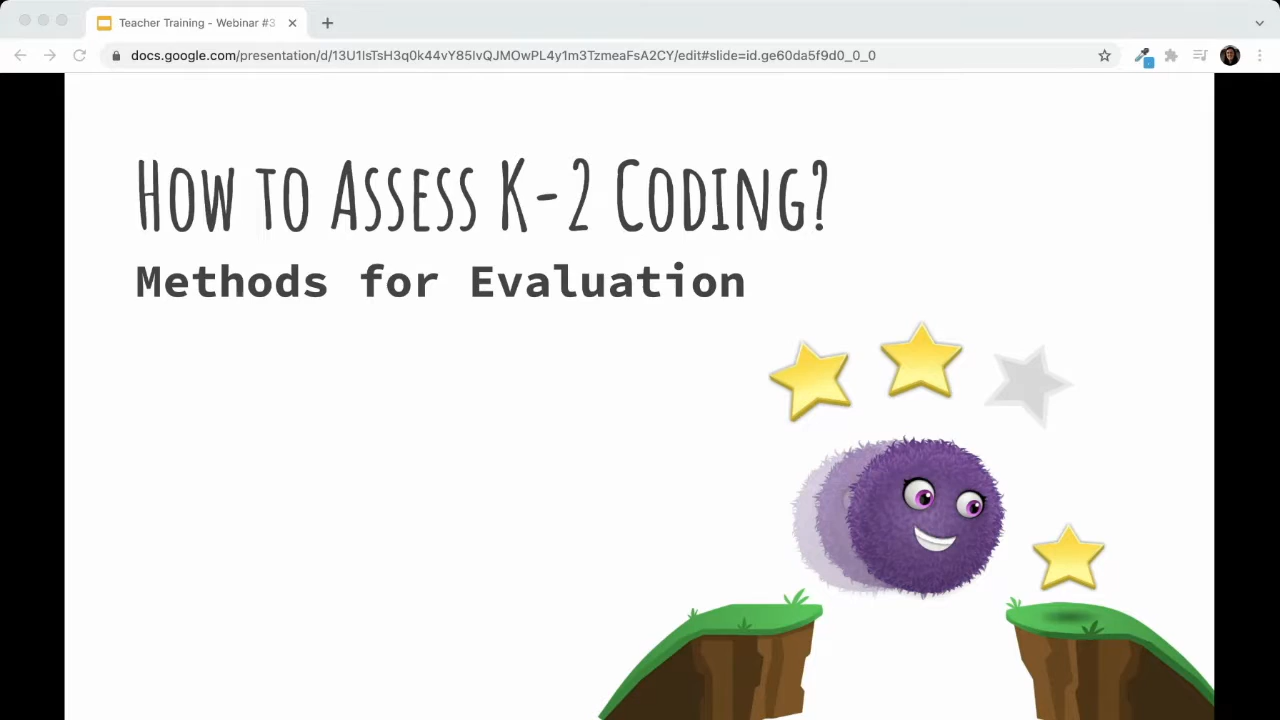 Teacher Training - Webinar #3
docs.google.com/presentation/d/13U1lsTsH3q0k44vY85lvQJMOwPL4y1m3TzmeaFsA2CY/edit#slide=id.ge60da5f9d0_0_0
How to Assess K-2 Coding?
Methods for Evaluation